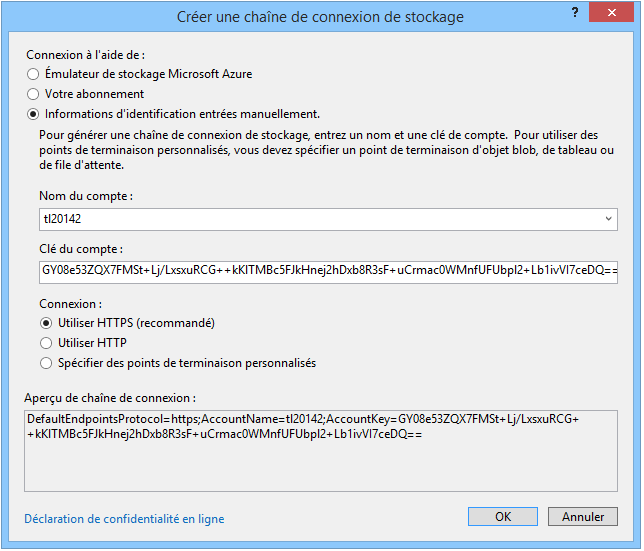 Créer une chaîne de connexion de stockage
?
Connexion à l'aide de :
Émulateur de stockage Microsoft Azure
Votre abonnement
Informations d'identification entrées manuellement.
Pour générer une chaîne de connexion de stockage, entrez un nom et une clé de compte. Pour utiliser des
points de terminaison personnalisés, vous devez spécifier un point de terminaison d'objet blob, de tableau ou
de file d'attente.
Nom du compte :
tl20142
Clé du compte :
GY08e53ZQX7FMSt+Lj/LxsxuRCG++kKlTMBc5FJkHnej2hDxb8R3sF+uCrmac0WMnfUFUbpl2+Lb1ivVl7ceDQ==
Connexion :
Utiliser HTTPS (recommandé)
Utiliser HTTP
Spécifier des points de terminaison personnalisés
Aperçu de chaîne de connexion :
DefaultEndpointsProtocol=https;AccountName=tl20142;AccountKey=GY08e53ZQX7FMSt+Lj/LxsxuRCG+
+kKlTMBc5FJkHnej2hDxb8R3sF+uCrmac0WMnfUFUbpl2+Lb1ivVl7ceDQ==
Déclaration de confidentialité en ligne
OK
Annuler